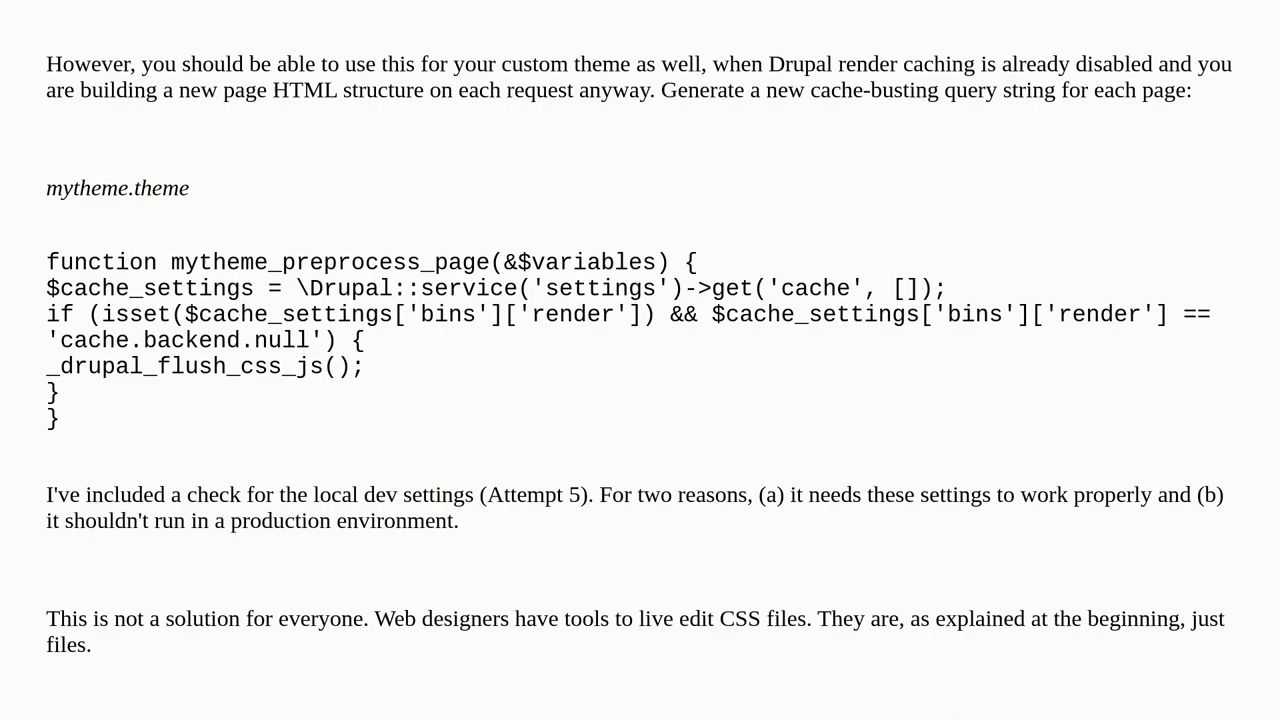 However, you should be able to use this for your custom theme as well, when Drupal render caching is already disabled and you
are building a new page HTML structure on each request anyway. Generate a new cache-busting query string for each page:
mytheme.theme
function mytheme_preprocess_page(&$variables) {
$cache_settings = \Drupal::service('settings')->get('cache', []);
if (isset($cache_settings['bins']['render']) && $cache_settings['bins']['render'] ==
'cache.backend.null') {
_drupal_flush_css_js();
}
}
I've included a check for the local dev settings (Attempt 5). For two reasons, (a) it needs these settings to work properly and (b)
it shouldn't run in a production environment.
This is not a solution for everyone. Web designers have tools to live edit CSS files. They are, as explained at the beginning, just
files.